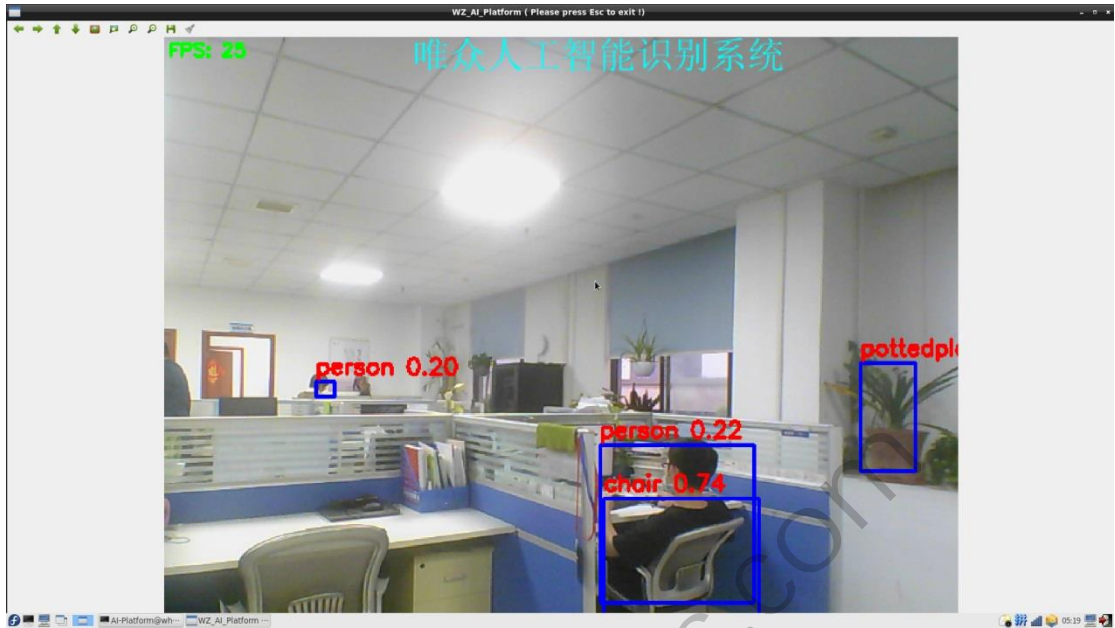 WZ_AI_Platform ( Please press Esc to exit !)
FPS: 25
唯众人工智能识别系统
person 0.20
pottedpl
person 0.22
chair 0.74
AI-Platform@wh···
WZ_AI_Platform ···
拼
05:19